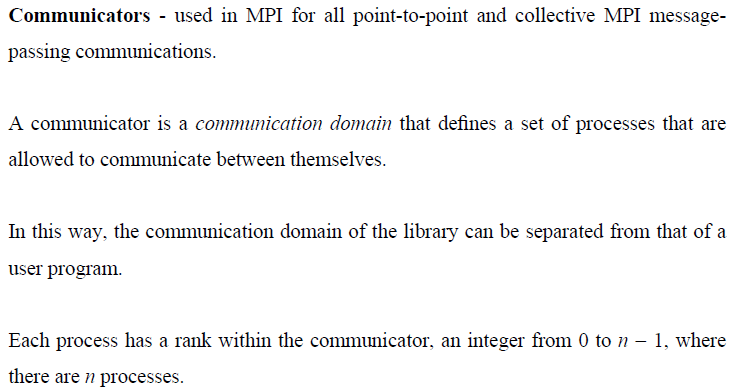 Communicators - used in MPI for all point-to-point and collective MPI message-
passing communications.
A communicator is a communication domain that defines a set of processes that are
allowed to communicate between themselves.
In this way, the communication domain of the library can be separated from that of a
user program.
Each process has a rank within the communicator, an integer from 0 to n − 1, where
there are n processes.